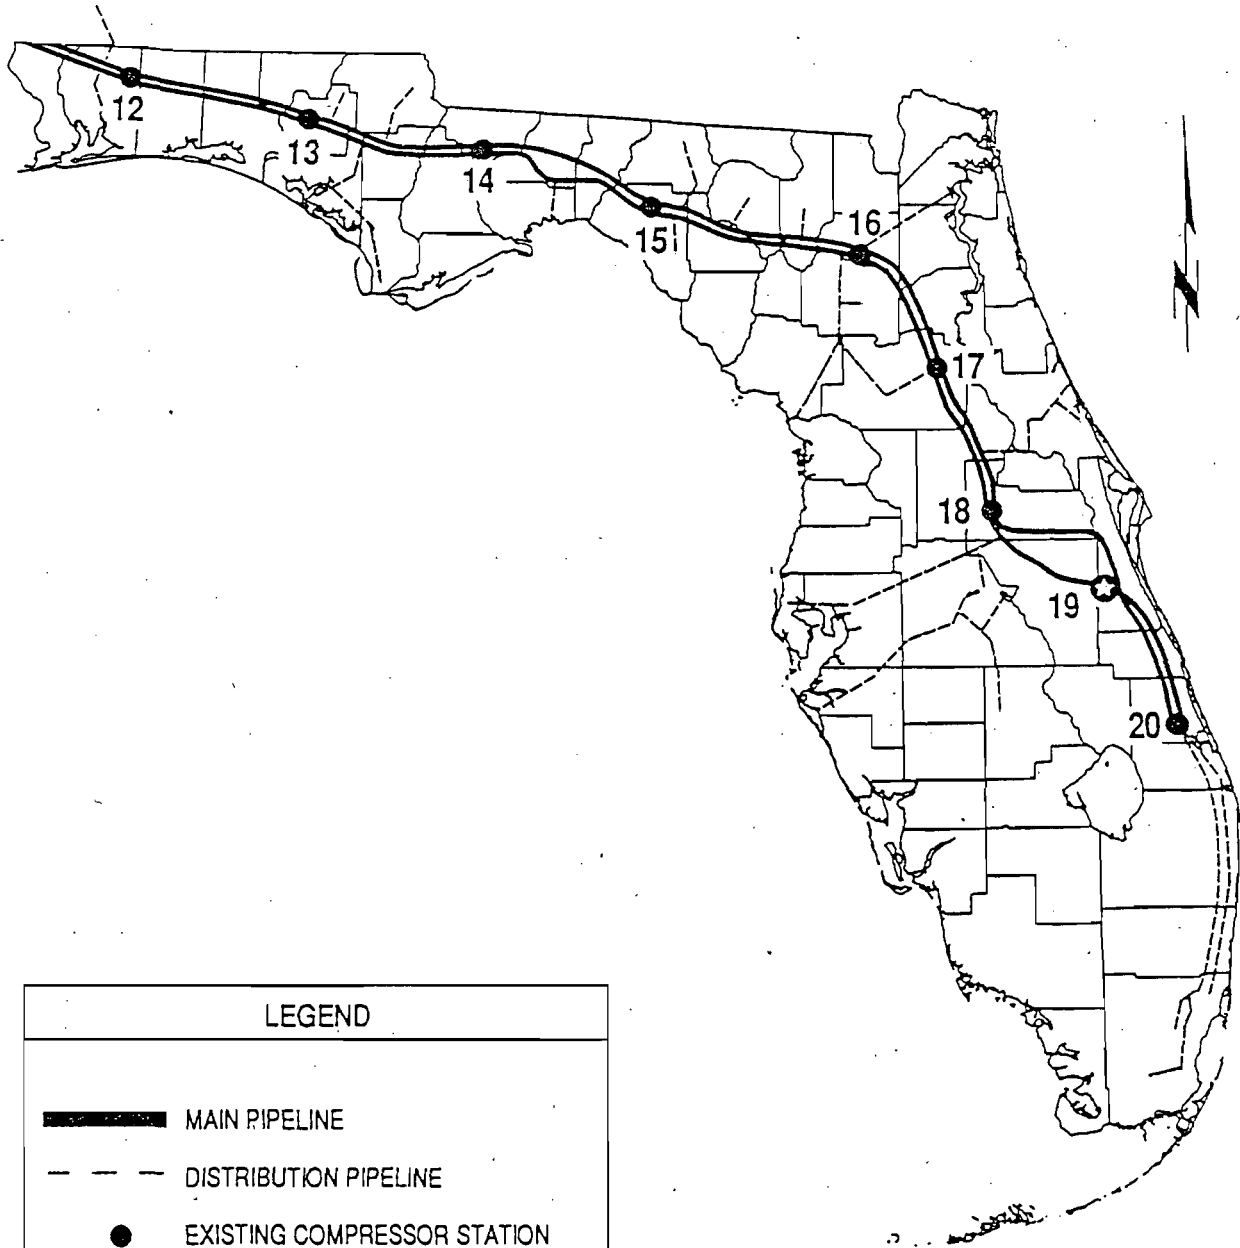 12
13
14
15
16
17
18
19
20
N
LEGEND
MAIN PIPELINE
DISTRIBUTION PIPELINE
EXISTING COMPRESSOR STATION